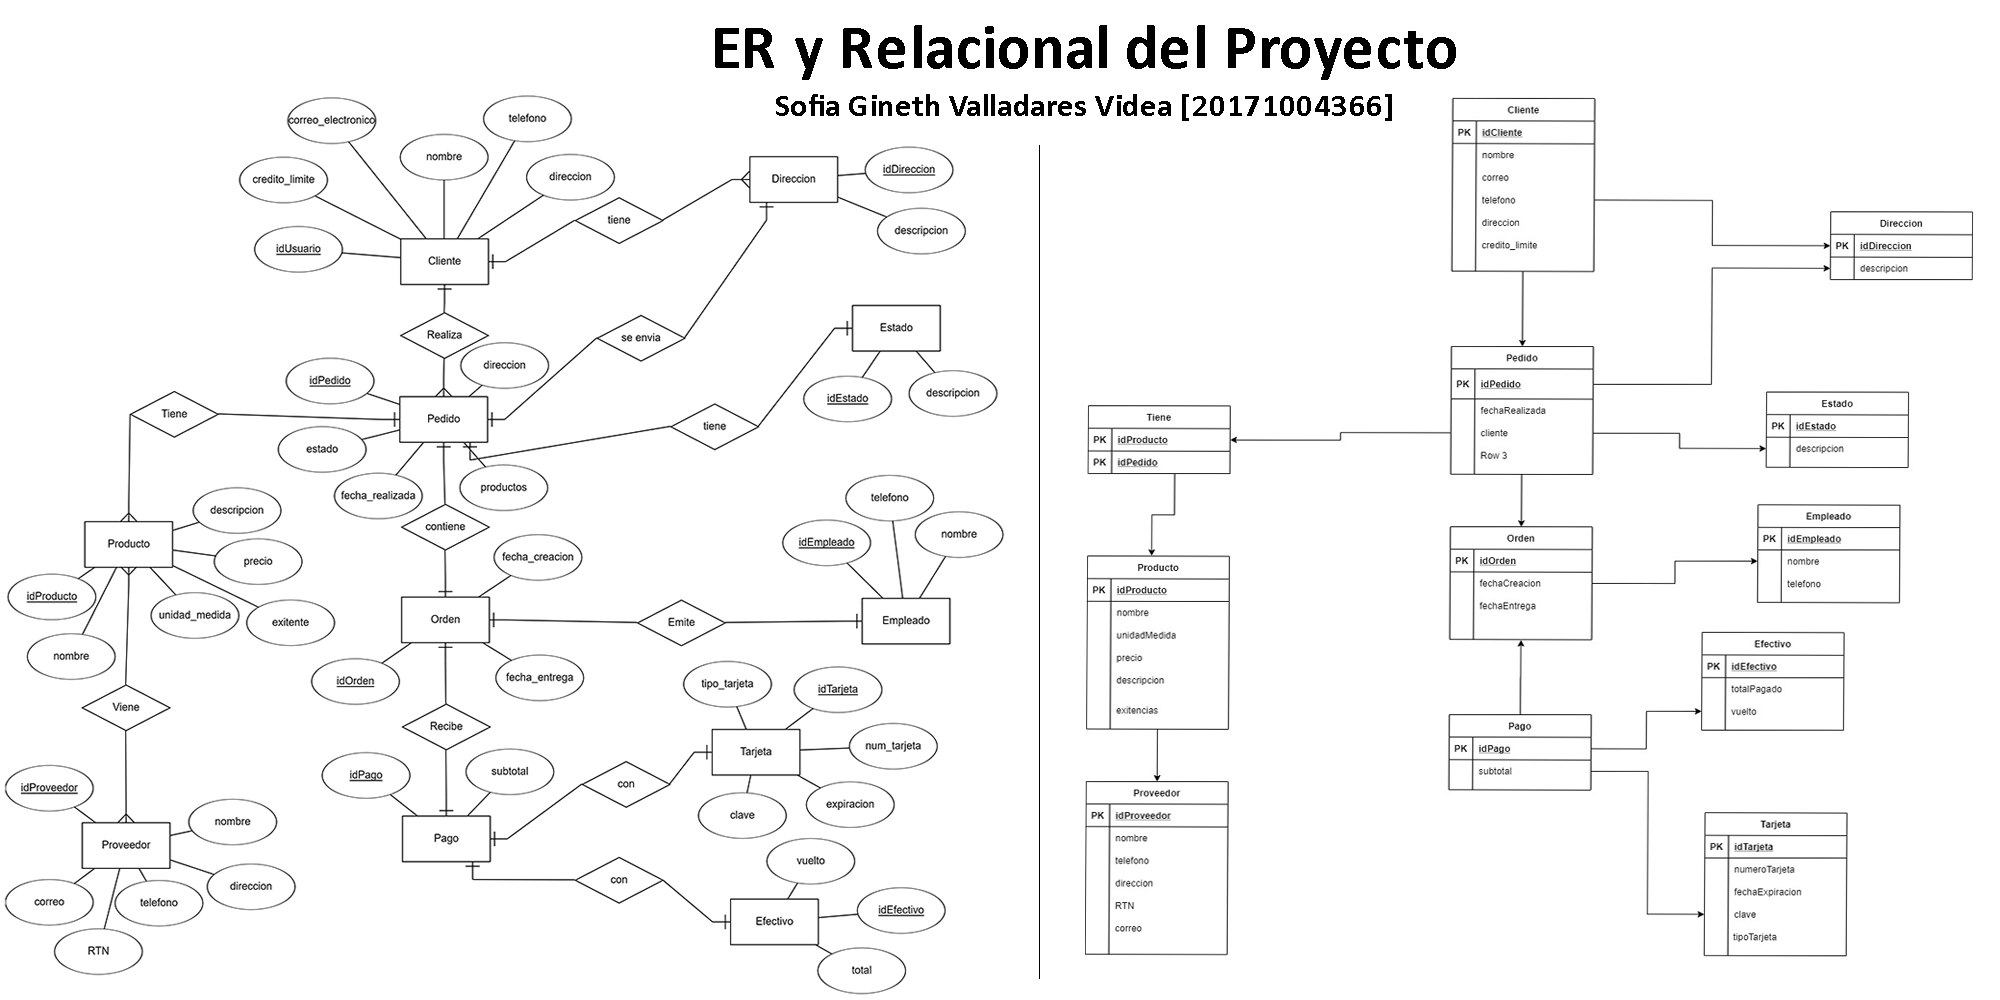 ER y Relacional del Proyecto
Sofia Gineth Valladares Videa [20171004366]
correo_electronico
telefono
nombre
credito_limite
direccion
idUsuario
Cliente
tiene
Direccion
idDireccion
descripcion
Realiza
se envia
Estado
idEstado
descripcion
direccion
idPedido
Pedido
Tiene
tiene
estado
fecha_realizada
productos
contiene
descripcion
Producto
precio
idProducto
unidad_medida
exitente
nombre
Viene
idProveedor
nombre
Proveedor
correo
telefono
direccion
RTN
fecha_creacion
Orden
idOrden
fecha_entrega
Emite
telefono
idEmpleado
nombre
Empleado
Recibe
idPago
subtotal
Pago
con
tipo_tarjeta
idTarjeta
Tarjeta
num_tarjeta
clave
expiracion
con
vuelto
Efectivo
idEfectivo
total
Cliente
PK idCliente
nombre
correo
telefono
direccion
credito_limite
Direccion
PK idDireccion
descripcion
Pedido
PK idPedido
fechaRealizada
cliente
Row 3
Tiene
PK idProducto
PK idPedido
Estado
PK idEstado
descripcion
Orden
PK idOrden
fechaCreacion
fechaEntrega
Empleado
PK idEmpleado
nombre
telefono
Producto
PK idProducto
nombre
unidadMedida
precio
descripcion
exitencias
Efectivo
PK idEfectivo
totalPagado
vuelto
Pago
PK idPago
subtotal
Proveedor
PK idProveedor
nombre
telefono
direccion
RTN
correo
Tarjeta
PK idTarjeta
numeroTarjeta
fechaExpiracion
clave
tipoTarjeta